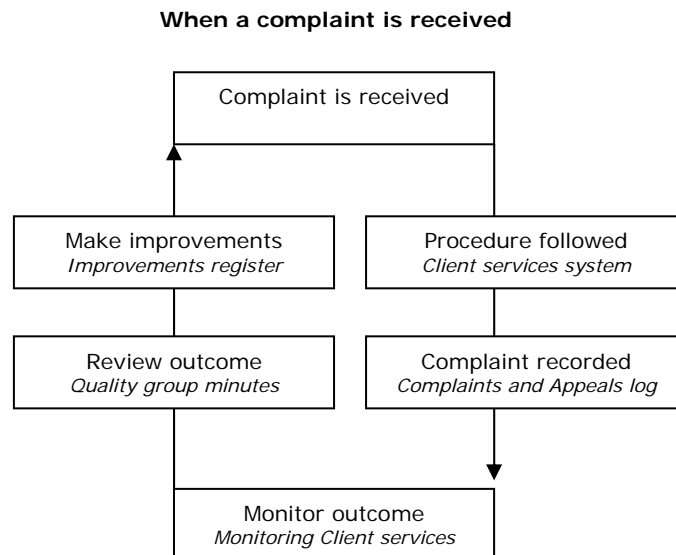 When a complaint is received
Complaint is received
Make improvements
Improvements register
Procedure followed
Client services system
Review outcome
Quality group minutes
Complaint recorded
Complaints and Appeals log
Monitor outcome
Monitoring Client services